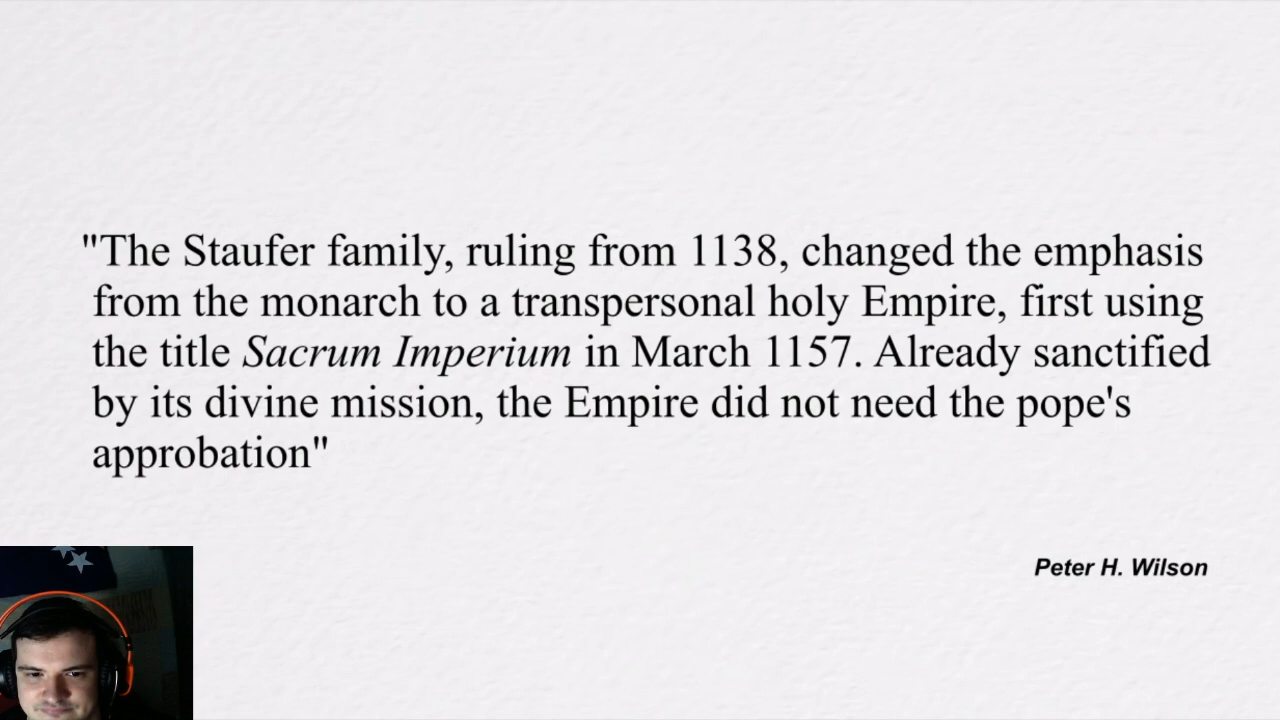 "The Staufer family, ruling from 1138, changed the emphasis
from the monarch to a transpersonal holy Empire, first using
the title Sacrum Imperium in March 1157. Already sanctified
by its divine mission, the Empire did not need the pope's
approbation"
Peter H. Wilson